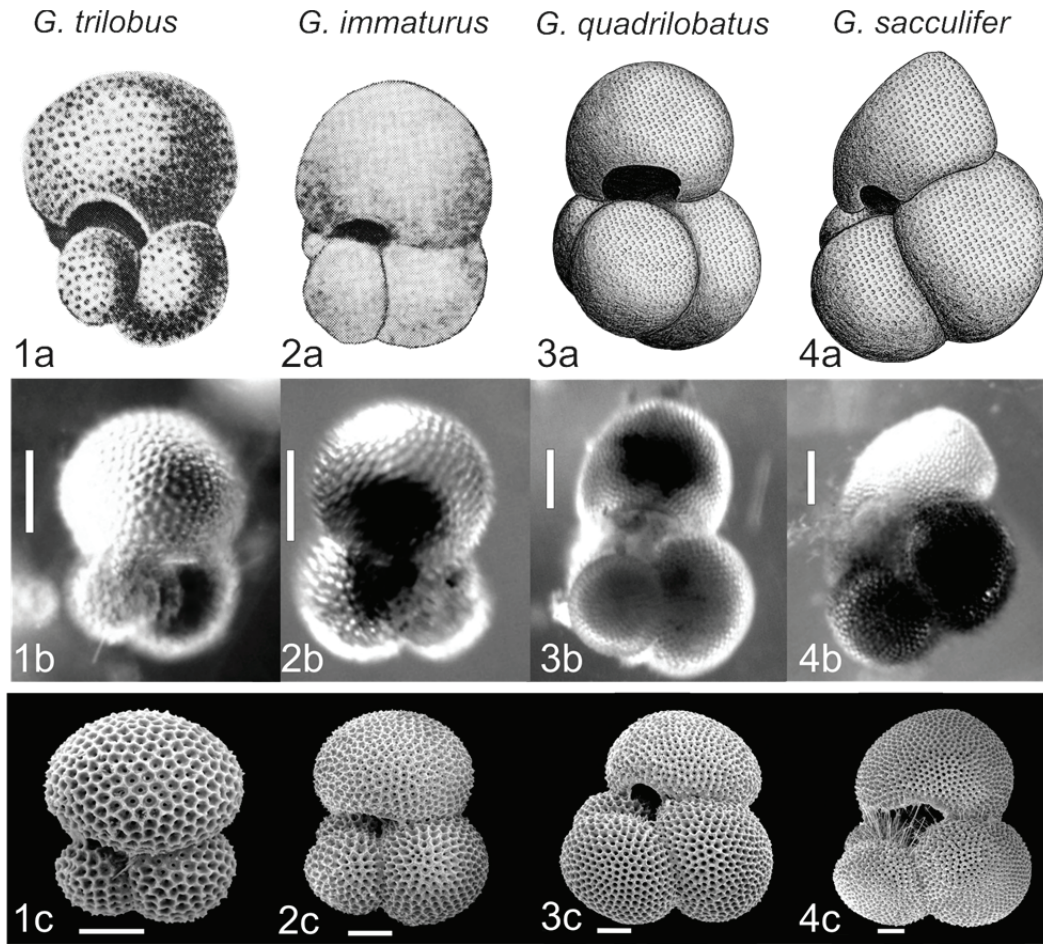 G. trilobus G. immaturus G. quadrilobatus G. sacculifer
1a 2a 3a 4a
1b 2b 3b 4b
1c 2c 3c 4c